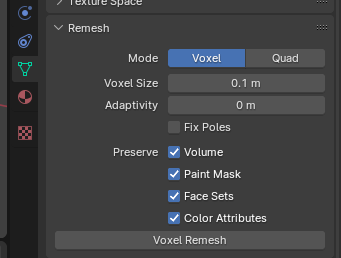 Texture Space
Remesh
Mode Voxel Quad
Voxel Size 0.1 m
Adaptivity 0 m
Fix Poles
Preserve Volume
Paint Mask
Face Sets
Color Attributes
Voxel Remesh